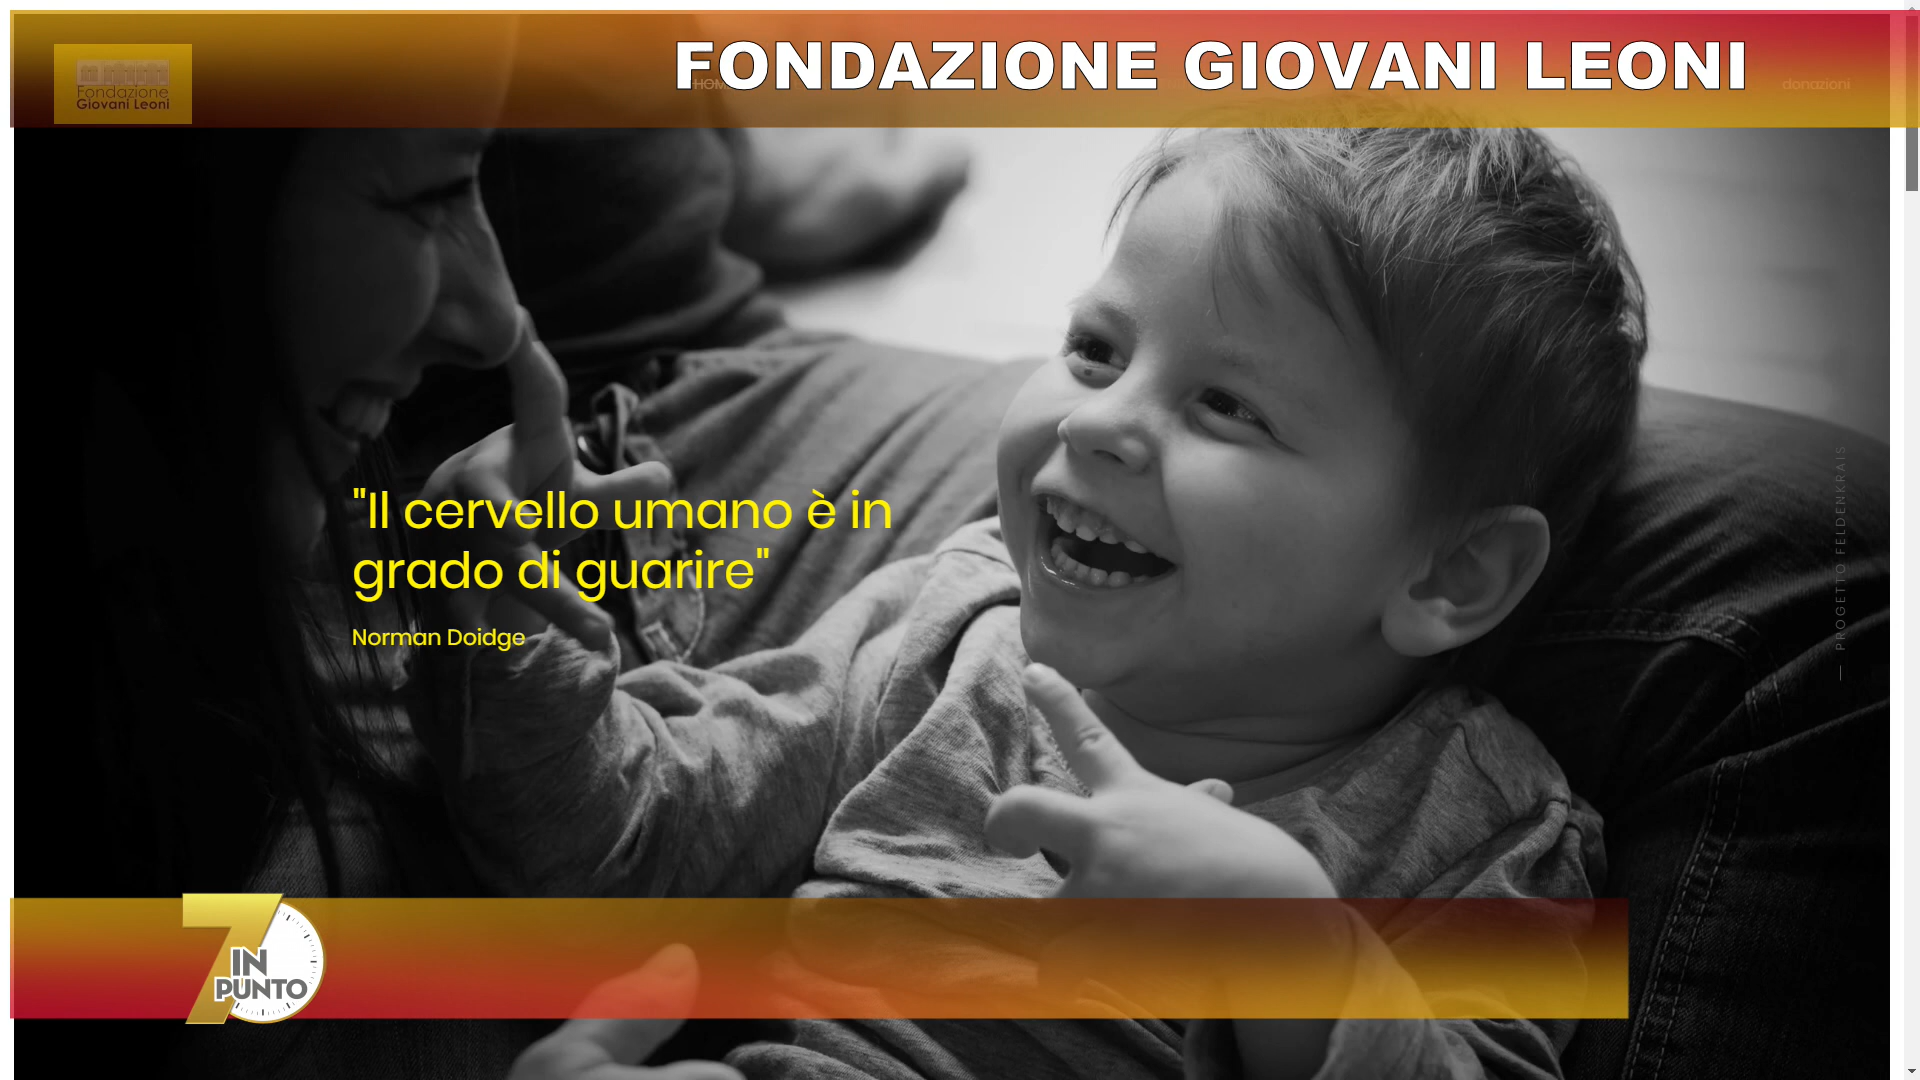 FONDAZIONE GIOVANI LEONI
Fondazione
Giovani Leoni
HOM
donazioni
"Il cervello umano è in
grado di guarire"
Norman Doidge
PROGETTO FELDENKRAIS
7
IN
PUNTO